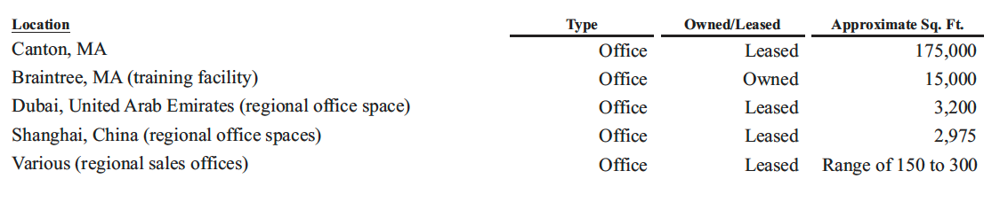 Location Type Owned/Leased Approximate Sq. Ft.
Canton, MA Office Leased 175,000
Braintree, MA (training facility) Office Owned 15,000
Dubai, United Arab Emirates (regional office space) Office Leased 3,200
Shanghai, China (regional office spaces) Office Leased 2,975
Various (regional sales offices) Office Leased Range of 150 to 300